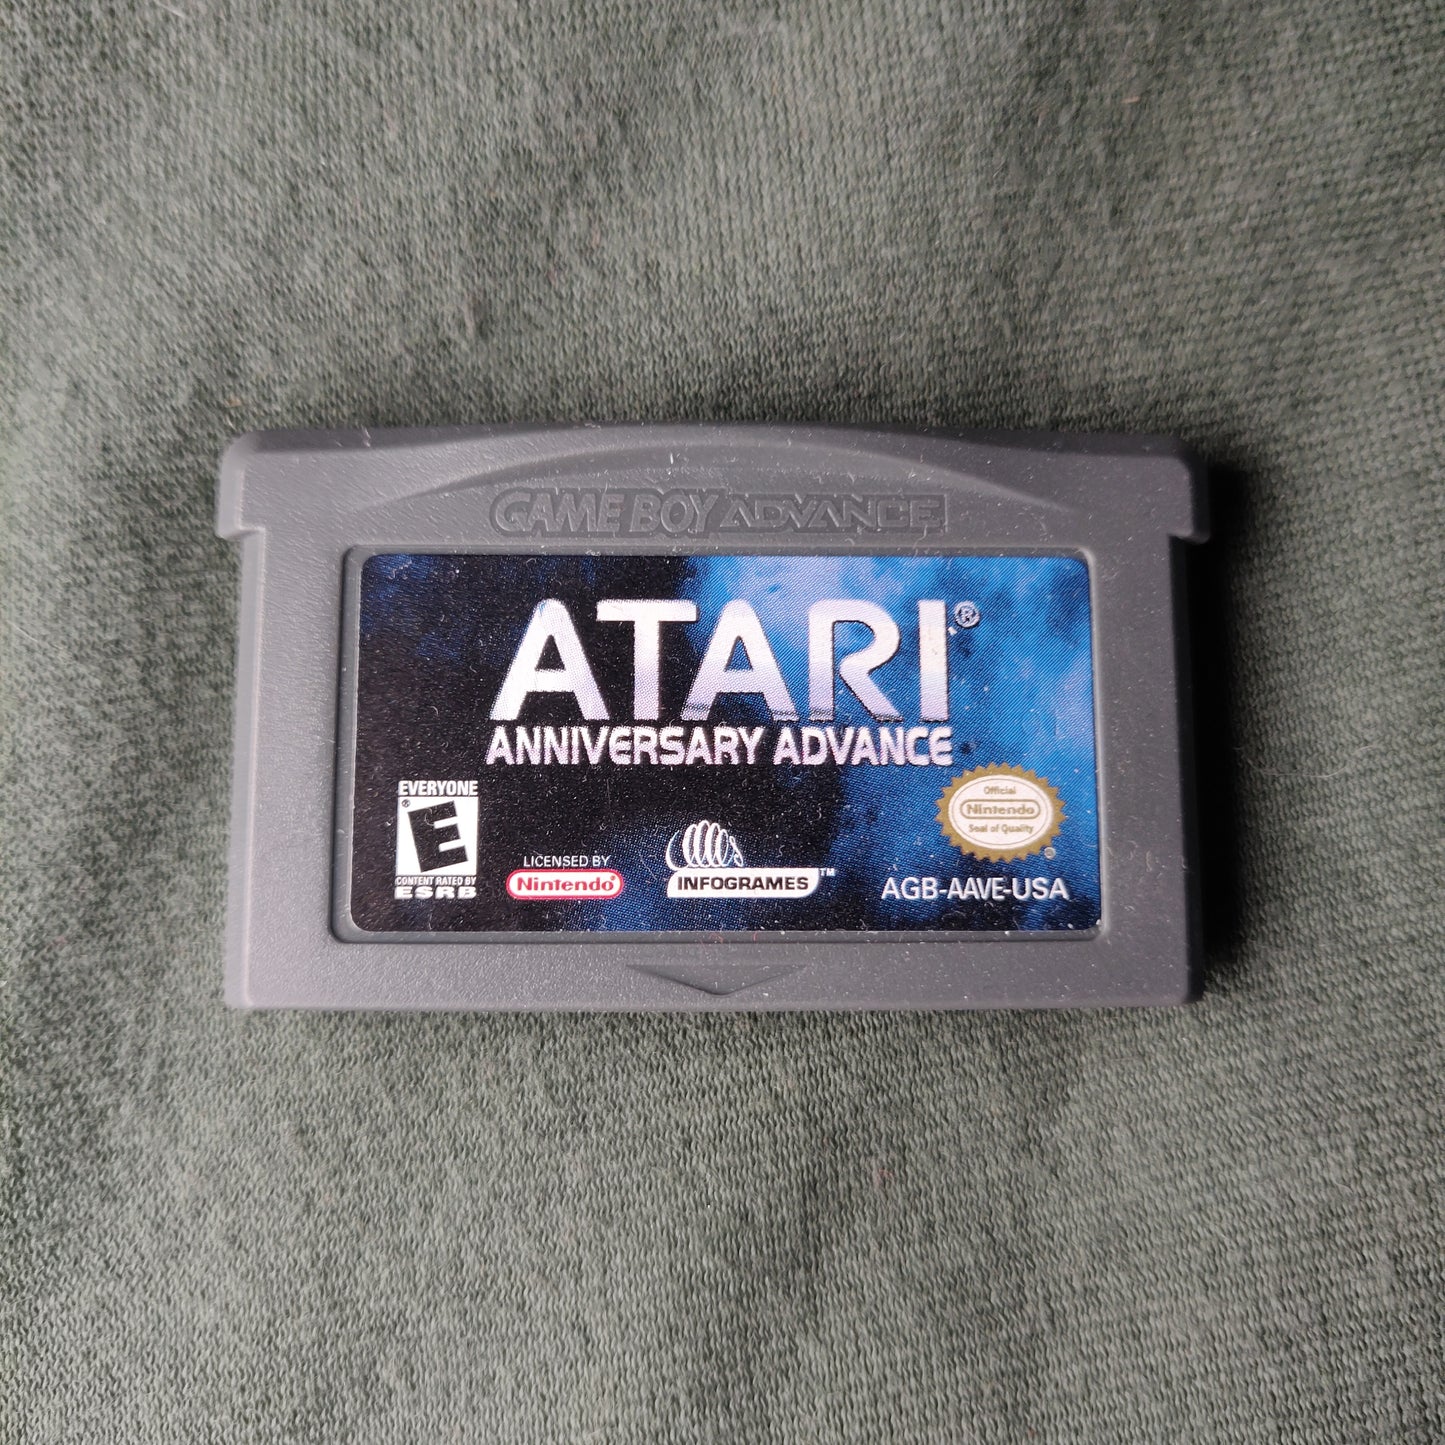 GAME BOY ADVANCE
ATARI®
ANNIVERSARY ADVANCE
EVERYONE
E®
CONTENT RATED BY
ESRB
LICENSED BY
Nintendo®
INFOGRAMES™
Official
Nintendo
Seal of Quality
®
AGB-AAVE-USA